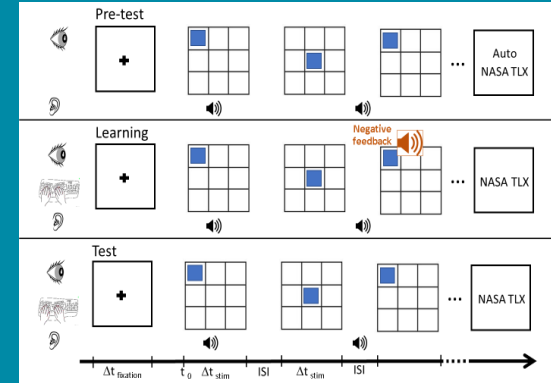 Pre-test
Auto
NASA TLX
...
Learning
Negative
feedback
NASA TLX
...
Test
NASA TLX
...
Δt fixation
t 0
Δt stim
ISI
Δt stim
ISI